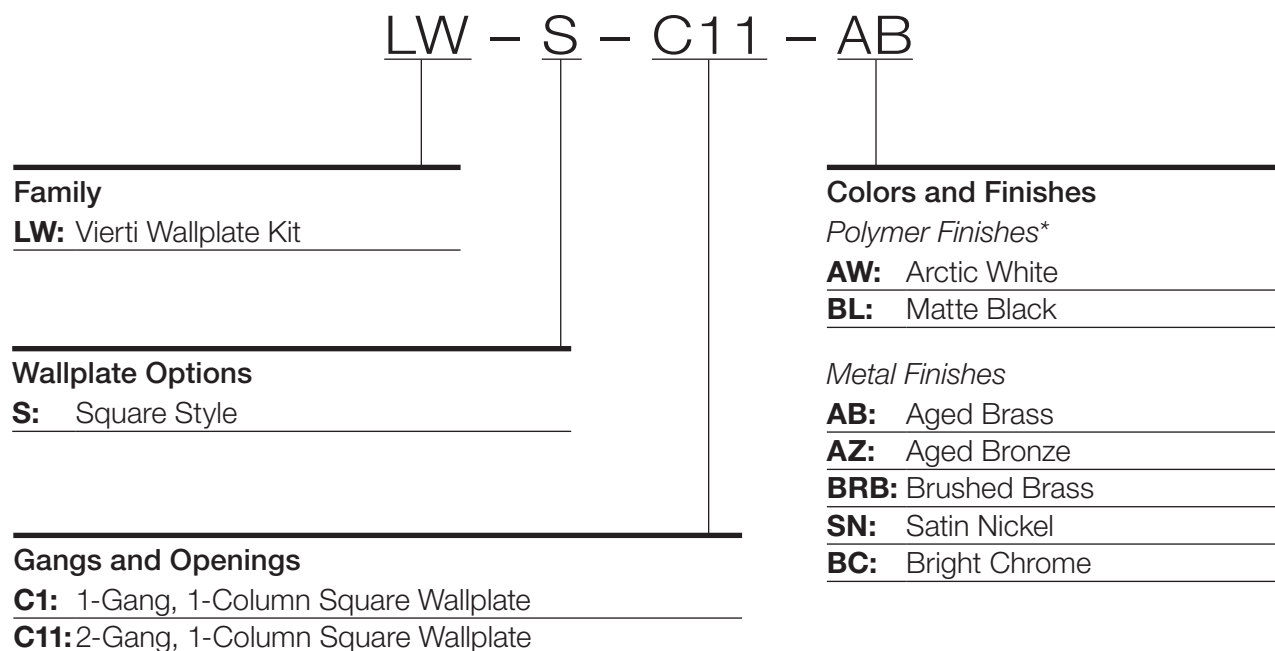 LW – S – C11 – AB
Family
LW: Vierti Wallplate Kit
Wallplate Options
S: Square Style
Gangs and Openings
C1: 1-Gang, 1-Column Square Wallplate
C11: 2-Gang, 1-Column Square Wallplate
Colors and Finishes
Polymer Finishes*
AW: Arctic White
BL: Matte Black
Metal Finishes
AB: Aged Brass
AZ: Aged Bronze
BRB: Brushed Brass
SN: Satin Nickel
BC: Bright Chrome